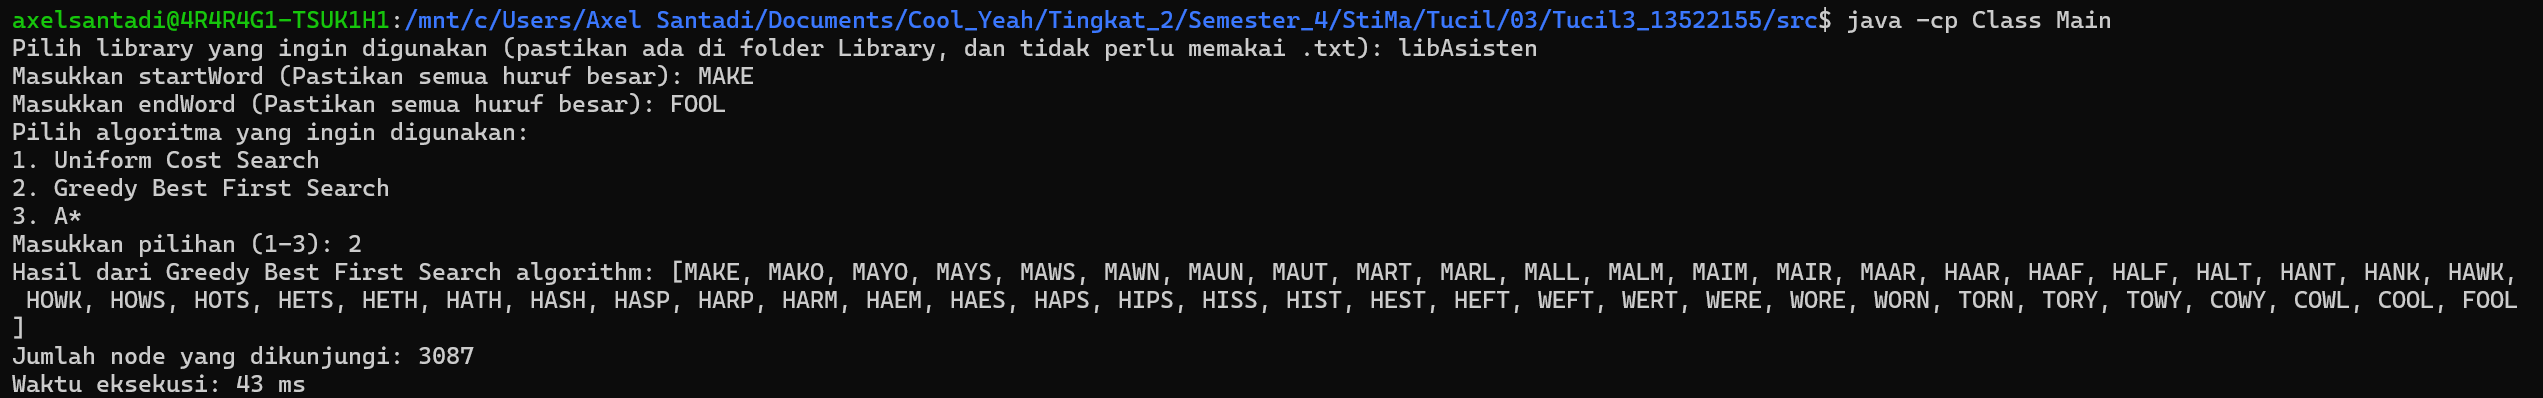 axelsantadi@4R4R4G1-TSUK1H1:/mnt/c/Users/Axel Santadi/Documents/Cool_Yeah/Tingkat_2/Semester_4/StiMa/Tucil/03/Tucil3_13522155/src$ java -cp Class Main
Pilih library yang ingin digunakan (pastikan ada di folder Library, dan tidak perlu memakai .txt): libAsisten
Masukkan startWord (Pastikan semua huruf besar): MAKE
Masukkan endWord (Pastikan semua huruf besar): FOOL
Pilih algoritma yang ingin digunakan:
1. Uniform Cost Search
2. Greedy Best First Search
3. A*
Masukkan pilihan (1-3): 2
Hasil dari Greedy Best First Search algorithm: [MAKE, MAKO, MAYO, MAYS, MAWS, MAWN, MAUN, MAUT, MART, MARL, MALL, MALM, MAIM, MAIR, MAAR, HAAR, HAAF, HALF, HALT, HANT, HANK, HAWK,
 HOWK, HOWS, HOTS, HETS, HETH, HATH, HASH, HASP, HARP, HARM, HAEM, HAES, HAPS, HIPS, HISS, HIST, HEST, HEFT, WEFT, WERT, WERE, WORE, WORN, TORN, TORY, TOWY, COWY, COWL, COOL, FOOL
]
Jumlah node yang dikunjungi: 3087
Waktu eksekusi: 43 ms